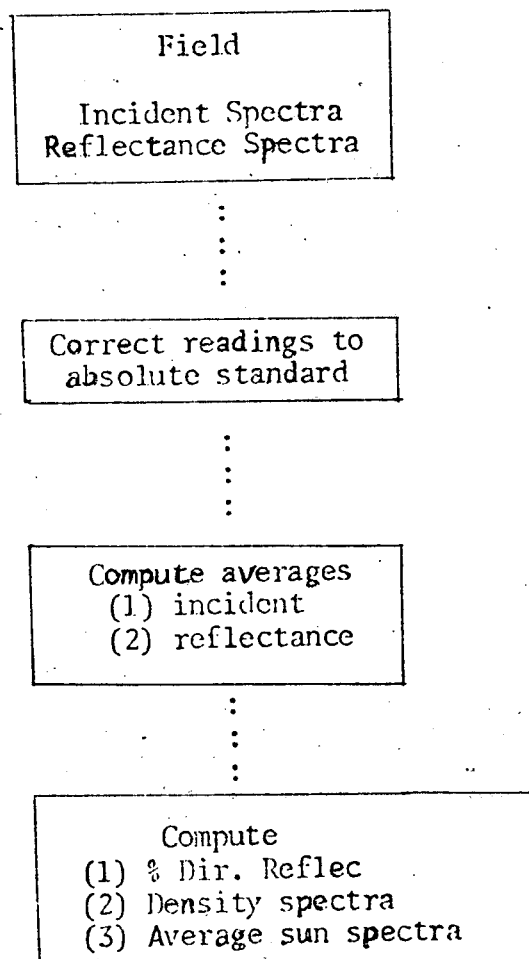 Field
Incident Spectra
Reflectance Spectra
Correct readings to
absolute standard
Compute averages
(1) incident
(2) reflectance
Compute
(1) % Dir. Reflec
(2) Density spectra
(3) Average sun spectra